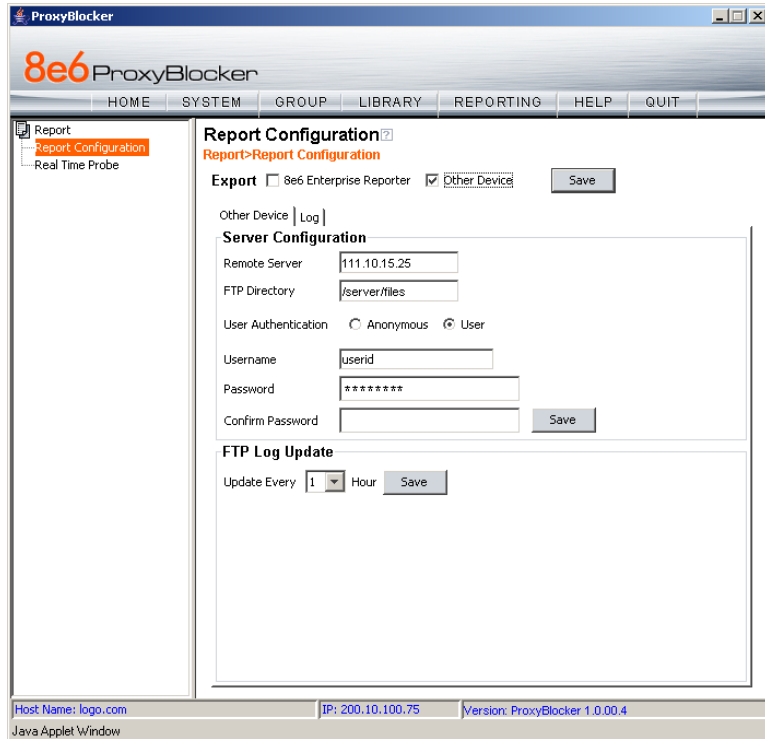 ProxyBlocker
8e6 ProxyBlocker
HOME SYSTEM GROUP LIBRARY REPORTING HELP QUIT
Report
Report Configuration
Real Time Probe
Report Configuration?
Report>Report Configuration
Export 8e6 Enterprise Reporter Other Device Save
Other Device Log
Server Configuration
Remote Server 111.10.15.25
FTP Directory /server/files
User Authentication Anonymous User
Username userid
Password ********
Confirm Password Save
FTP Log Update
Update Every 1 Hour Save
Host Name: logo.com IP: 200.10.100.75 Version: ProxyBlocker 1.0.00.4
Java Applet Window